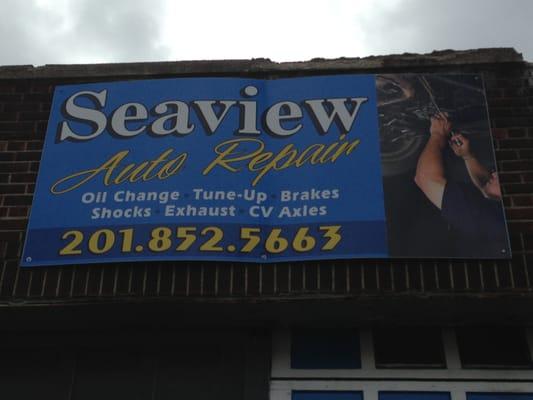 Seaview
Auto Repair
Oil Change • Tune-Up • Brakes
Shocks • Exhaust • CV Axles
201.852.5663